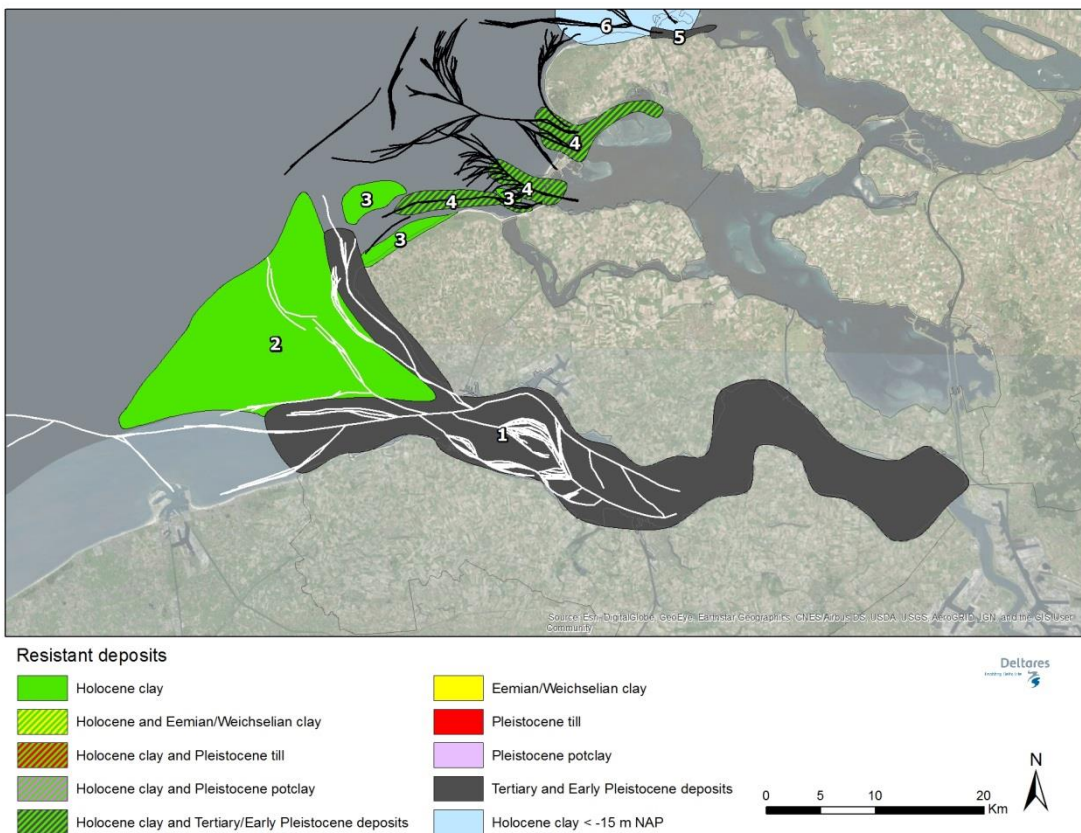 6
5
4
4
3
3
4
3
2
1
Source: Esri, DigitalGlobe, GeoEye, Earthstar Geographics, CNES/Airbus DS, USDA, USGS, AeroGRID, IGN, and the GIS User
Community
Resistant deposits
Deltares
Holocene clay
Eemian/Weichselian clay
Holocene and Eemian/Weichselian clay
Pleistocene till
Holocene clay and Pleistocene till
Pleistocene potclay
Holocene clay and Pleistocene potclay
Tertiary and Early Pleistocene deposits
Holocene clay and Tertiary/Early Pleistocene deposits
Holocene clay < -15 m NAP
N
0 5 10 20
Km